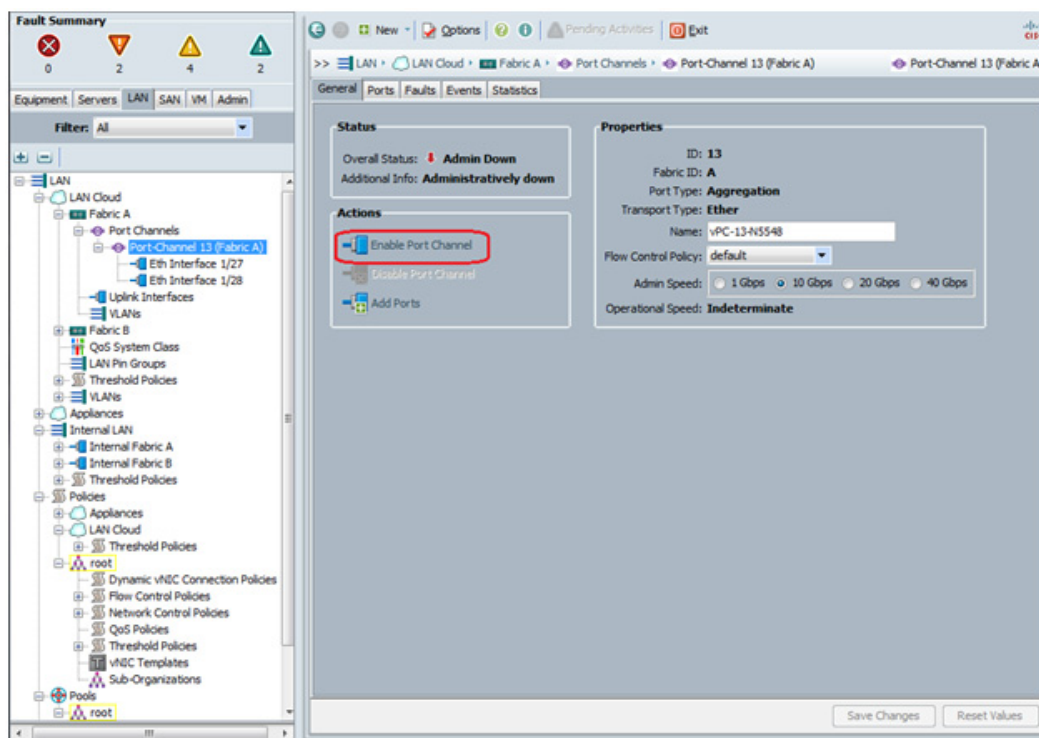 Fault Summary
0 2 4 2
Equipment Servers LAN SAN VM Admin
Filter: All
LAN
LAN Cloud
Fabric A
Port Channels
Port-Channel 13 (Fabric A)
Eth Interface 1/27
Eth Interface 1/28
Uplink Interfaces
VLANs
Fabric B
QoS System Class
LAN Pin Groups
Threshold Policies
VLANs
Appliances
Internal LAN
Internal Fabric A
Internal Fabric B
Threshold Policies
Policies
Appliances
LAN Cloud
Threshold Policies
root
Dynamic vNIC Connection Policies
Flow Control Policies
Network Control Policies
QoS Policies
Threshold Policies
vNIC Templates
Sub-Organizations
Pools
root
New Options Pending Activities Exit
>> LAN LAN Cloud Fabric A Port Channels Port-Channel 13 (Fabric A) Port-Channel 13 (Fabric A
General Ports Faults Events Statistics
Status
Overall Status: Admin Down
Additional Info: Administratively down
Actions
Enable Port Channel
Disable Port Channel
Add Ports
Properties
ID: 13
Fabric ID: A
Port Type: Aggregation
Transport Type: Ether
Name: vPC-13-N5548
Flow Control Policy: default
Admin Speed: 1 Gbps 10 Gbps 20 Gbps 40 Gbps
Operational Speed: Indeterminate
Save Changes Reset Values